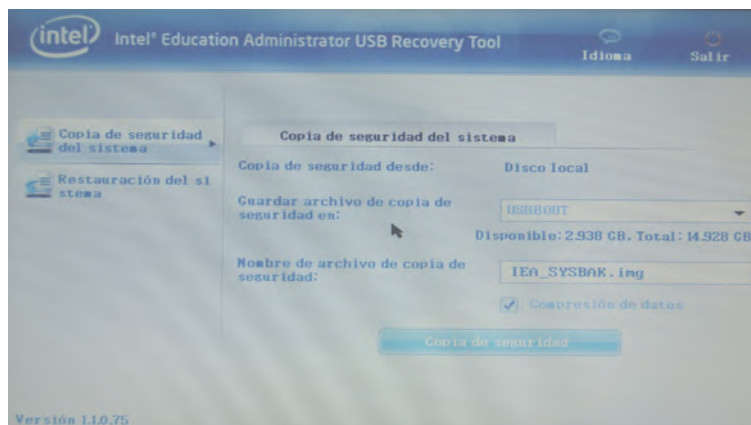 intel Intel® Education Administrator USB Recovery Tool
Idioma
Salir
Copia de seguridad
del sistema
Restauración del si
stema
Copia de seguridad del sistema
Copia de seguridad desde: Disco local
Guardar archivo de copia de
seguridad en:
USBBOOT
Disponible: 2.938 GB. Total: 14.928 GB
Nombre de archivo de copia de
seguridad:
IEA_SYSBAK.img
Compresión de datos
Copia de seguridad
Versión 1.1.0.75